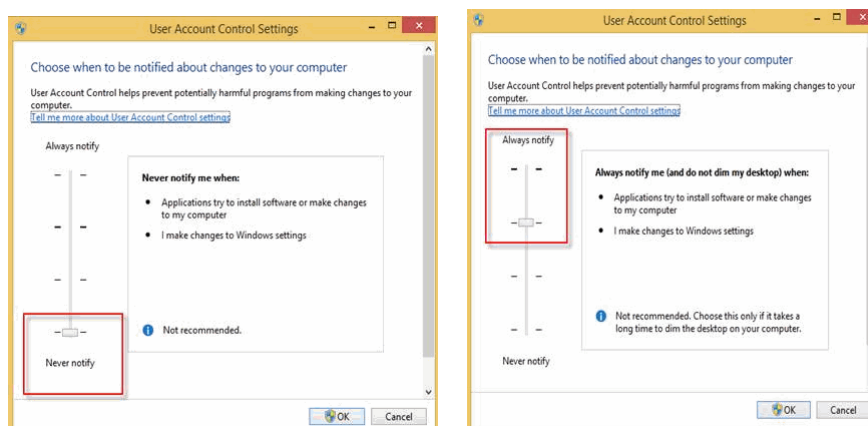 User Account Control Settings
Choose when to be notified about changes to your computer
User Account Control helps prevent potentially harmful programs from making changes to your
computer.
Tell me more about User Account Control settings
Always notify
Never notify me when:
Applications try to install software or make changes
to my computer
I make changes to Windows settings
Not recommended.
Never notify
OK
Cancel
User Account Control Settings
Choose when to be notified about changes to your computer
User Account Control helps prevent potentially harmful programs from making changes to your
computer.
Tell me more about User Account Control settings
Always notify
Always notify me (and do not dim my desktop) when:
Applications try to install software or make changes
to my computer
I make changes to Windows settings
Not recommended. Choose this only if it takes a
long time to dim the desktop on your computer.
Never notify
OK
Cancel